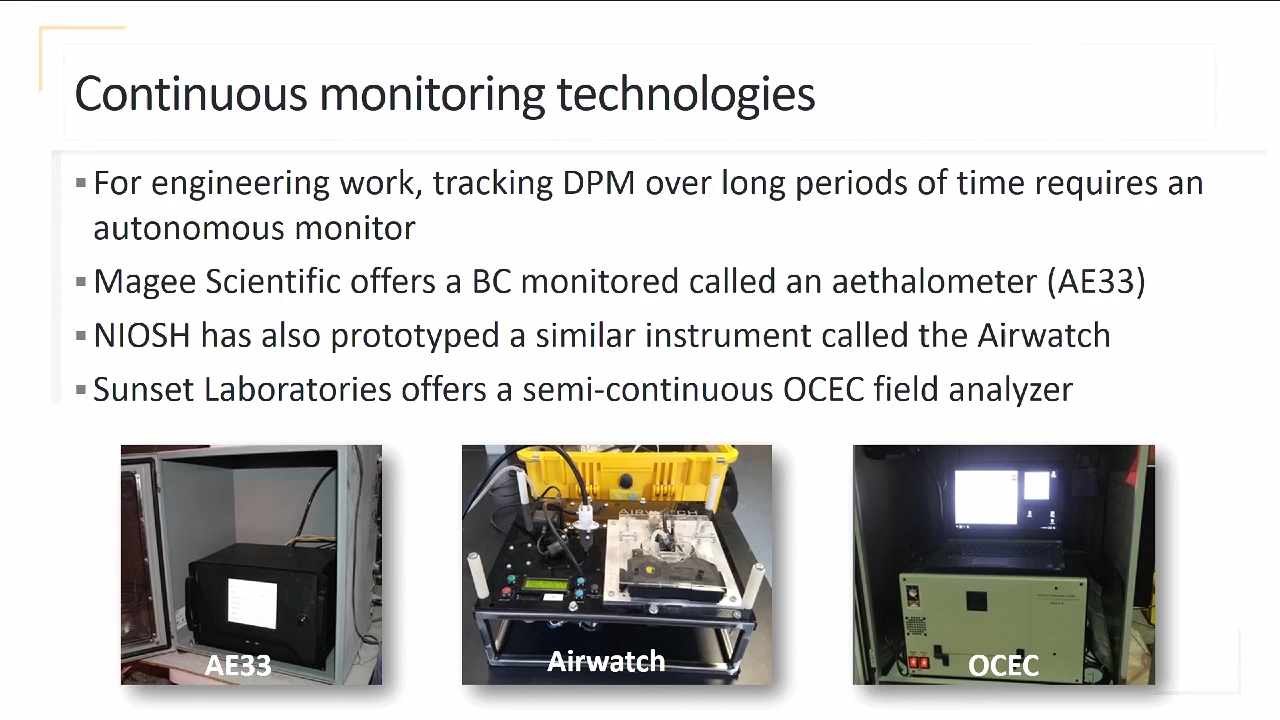 Continuous monitoring technologies
▪For engineering work, tracking DPM over long periods of time requires an
autonomous monitor
▪Magee Scientific offers a BC monitored called an aethalometer (AE33)
▪NIOSH has also prototyped a similar instrument called the Airwatch
▪Sunset Laboratories offers a semi-continuous OCEC field analyzer
AIRWATCH
AE33
Airwatch
OCEC